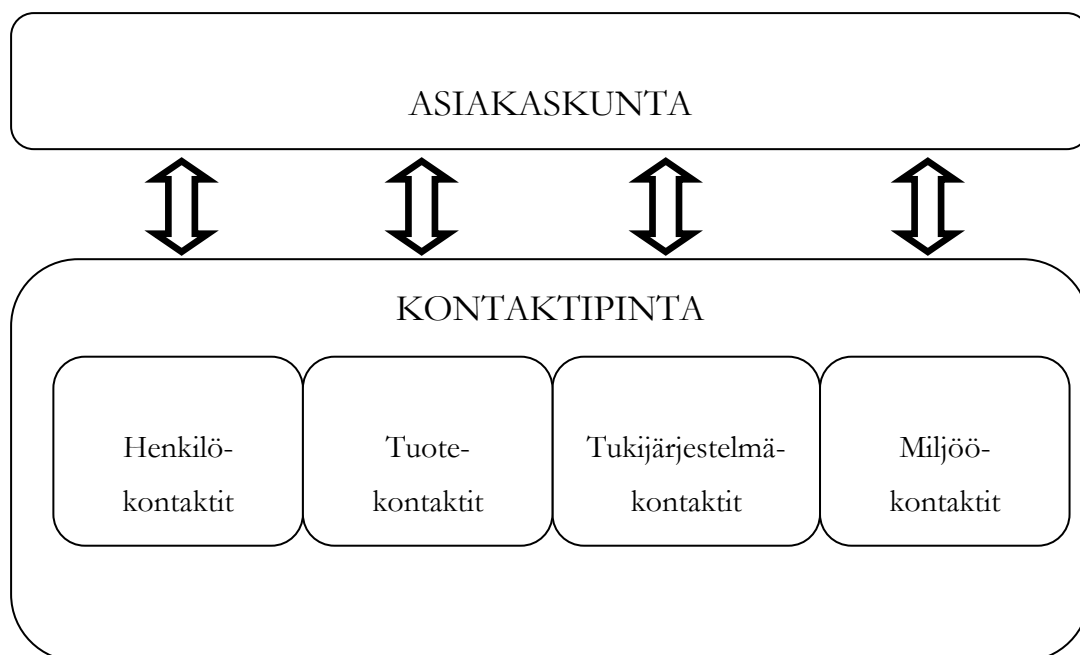 ASIAKASKUNTA
KONTAKTIPINTA
Henkilö-
kontaktit
Tuote-
kontaktit
Tukijärjestelmä-
kontaktit
Miljöö-
kontaktit